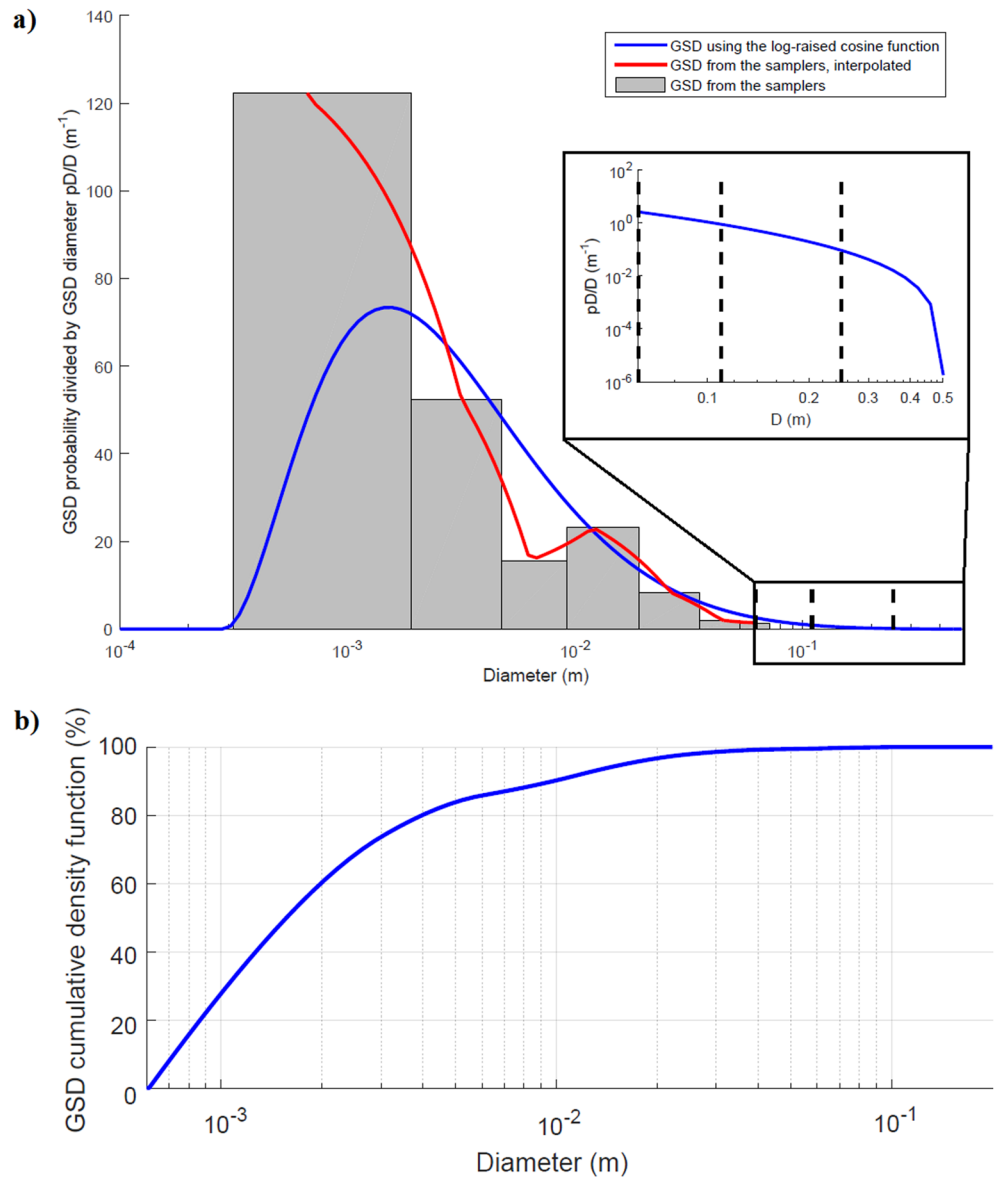 a)
GSD using the log-raised cosine function
GSD from the samplers, interpolated
GSD from the samplers
GSD probability divided by GSD diameter pD/D (m⁻¹)
140
120
100
80
60
40
20
0
10⁻⁴ 10⁻³ 10⁻² 10⁻¹
Diameter (m)
pD/D (m⁻¹)
10²
10⁰
10⁻²
10⁻⁴
10⁻⁶
0.1 0.2 0.3 0.4 0.5
D (m)
b)
GSD cumulative density function (%)
100
80
60
40
20
0
10⁻³ 10⁻² 10⁻¹
Diameter (m)